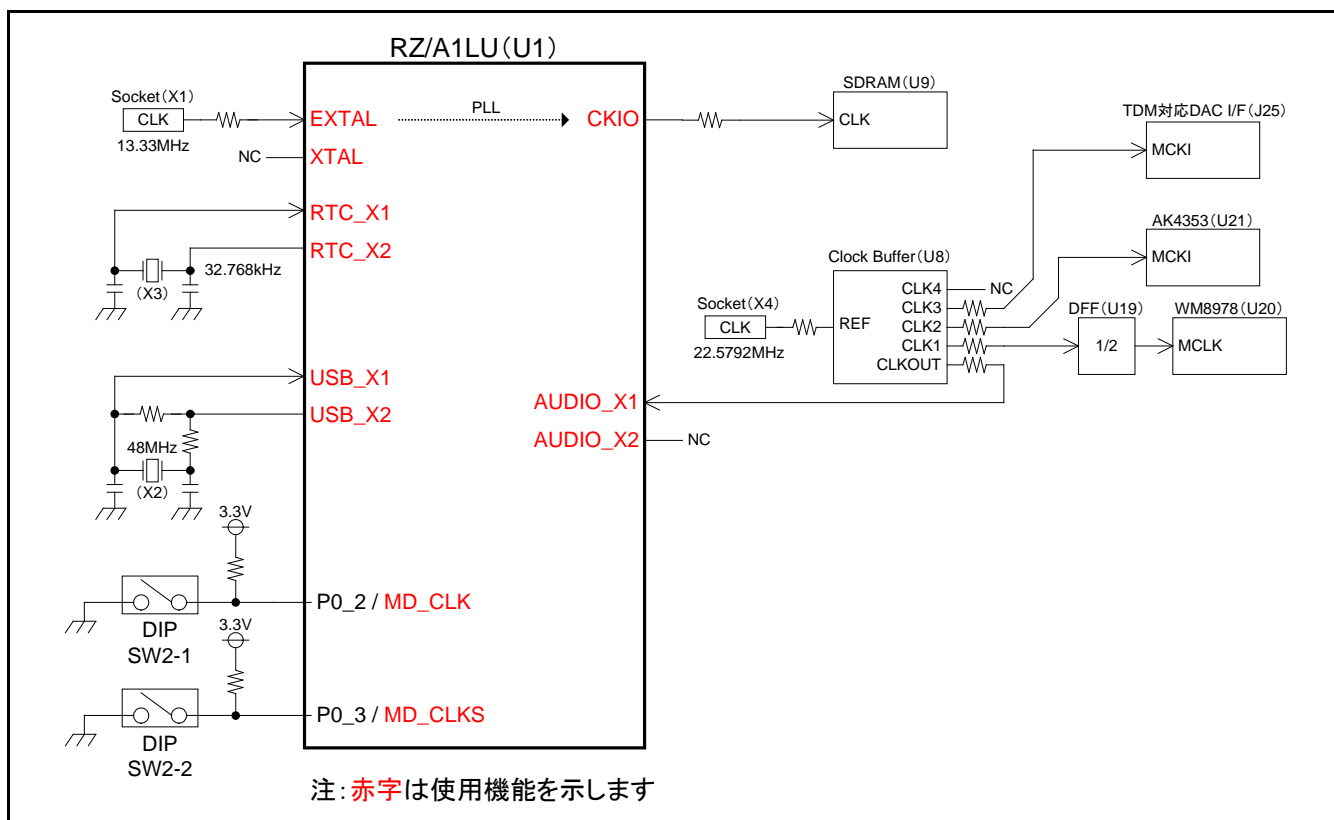 RZ/A1LU(U1)
Socket(X1)
CLK
13.33MHz
EXTAL
PLL
CKIO
NC
XTAL
RTC_X1
RTC_X2
32.768kHz
(X3)
USB_X1
USB_X2
48MHz
(X2)
AUDIO_X1
AUDIO_X2
NC
3.3V
P0_2 / MD_CLK
DIP
SW2-1
3.3V
P0_3 / MD_CLKS
DIP
SW2-2
SDRAM(U9)
CLK
TDM対応DAC I/F(J25)
MCKI
AK4353(U21)
MCKI
Clock Buffer(U8)
CLK4
NC
CLK3
CLK2
CLK1
CLKOUT
REF
Socket(X4)
CLK
22.5792MHz
DFF(U19)
1/2
WM8978(U20)
MCLK
注:赤字は使用機能を示します